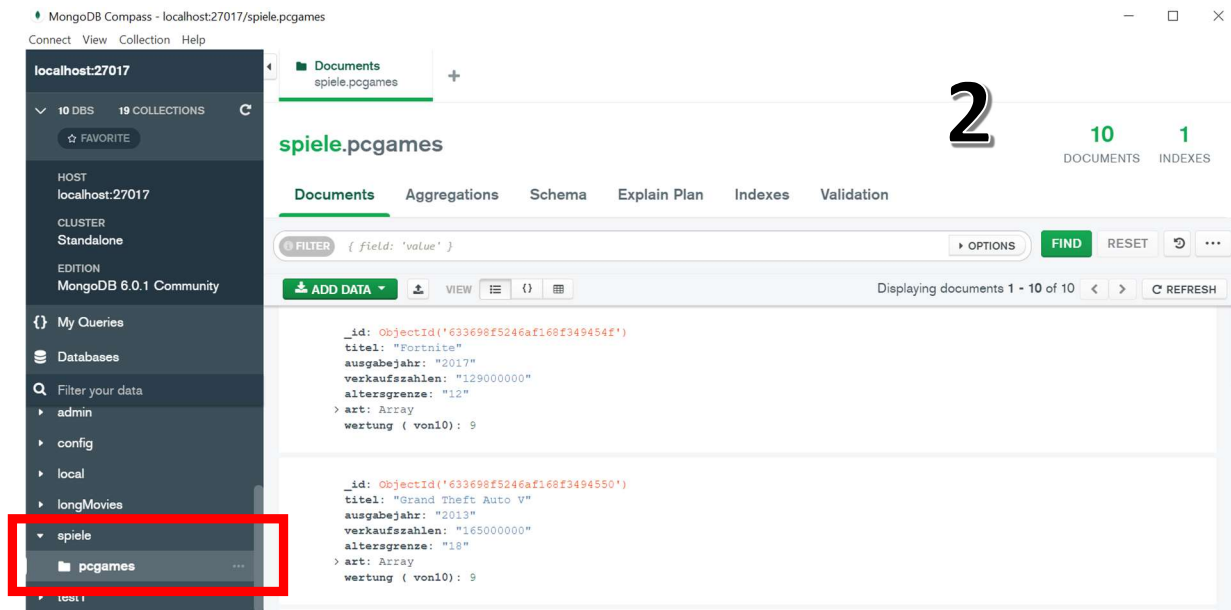 MongoDB Compass - localhost:27017/spiele.pcgames
Connect View Collection Help
localhost:27017
10 DBS 19 COLLECTIONS
FAVORITE
HOST
localhost:27017
CLUSTER
Standalone
EDITION
MongoDB 6.0.1 Community
{} My Queries
Databases
Filter your data
admin
config
local
longMovies
spiele
pcgames
test1
Documents
spiele.pcgames
2
spiele.pcgames
10 DOCUMENTS
1 INDEXES
Documents Aggregations Schema Explain Plan Indexes Validation
FILTER { field: 'value' } OPTIONS FIND RESET
ADD DATA VIEW {} Displaying documents 1 - 10 of 10 < > REFRESH
_id: ObjectId('633698f5246af168f349454f')
titel: "Fortnite"
ausgabejahr: "2017"
verkaufszahlen: "129000000"
altersgrenze: "12"
> art: Array
wertung ( von10): 9
_id: ObjectId('633698f5246af168f3494550')
titel: "Grand Theft Auto V"
ausgabejahr: "2013"
verkaufszahlen: "165000000"
altersgrenze: "18"
> art: Array
wertung ( von10): 9